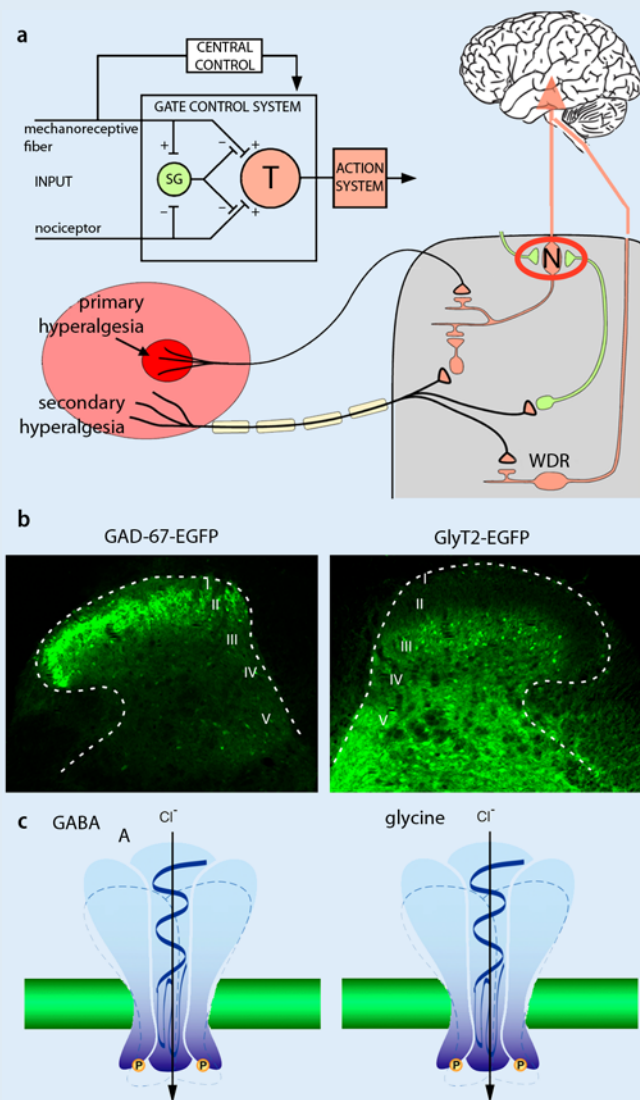 a
CENTRAL
CONTROL
GATE CONTROL SYSTEM
mechanoreceptive
fiber
+
–
+
INPUT
SG
T
ACTION
SYSTEM
–
–
+
nociceptor
N
primary
hyperalgesia
secondary
hyperalgesia
WDR
b
GAD-67-EGFP
GlyT2-EGFP
I
II
III
IV
V
I
II
III
IV
V
c
GABA
A
Cl-
glycine
Cl-
P
P
P
P